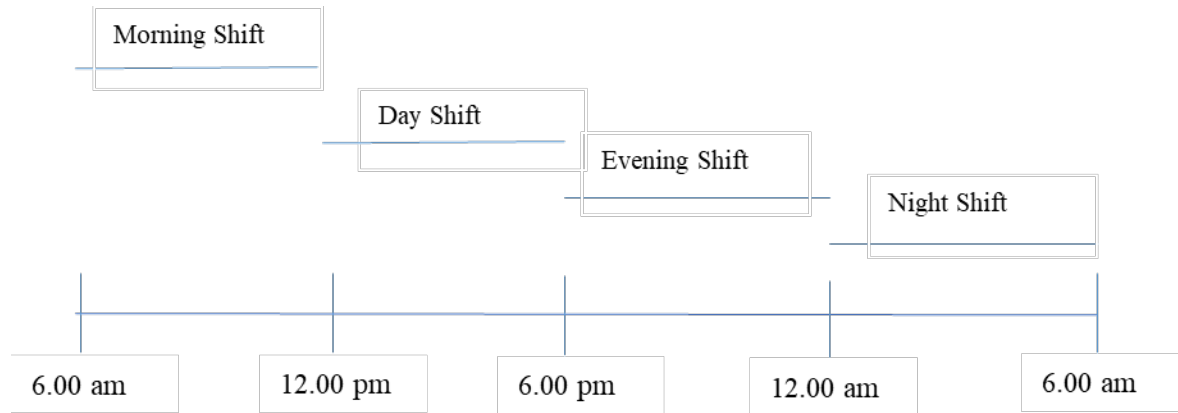 Morning Shift
Day Shift
Evening Shift
Night Shift
6.00 am
12.00 pm
6.00 pm
12.00 am
6.00 am